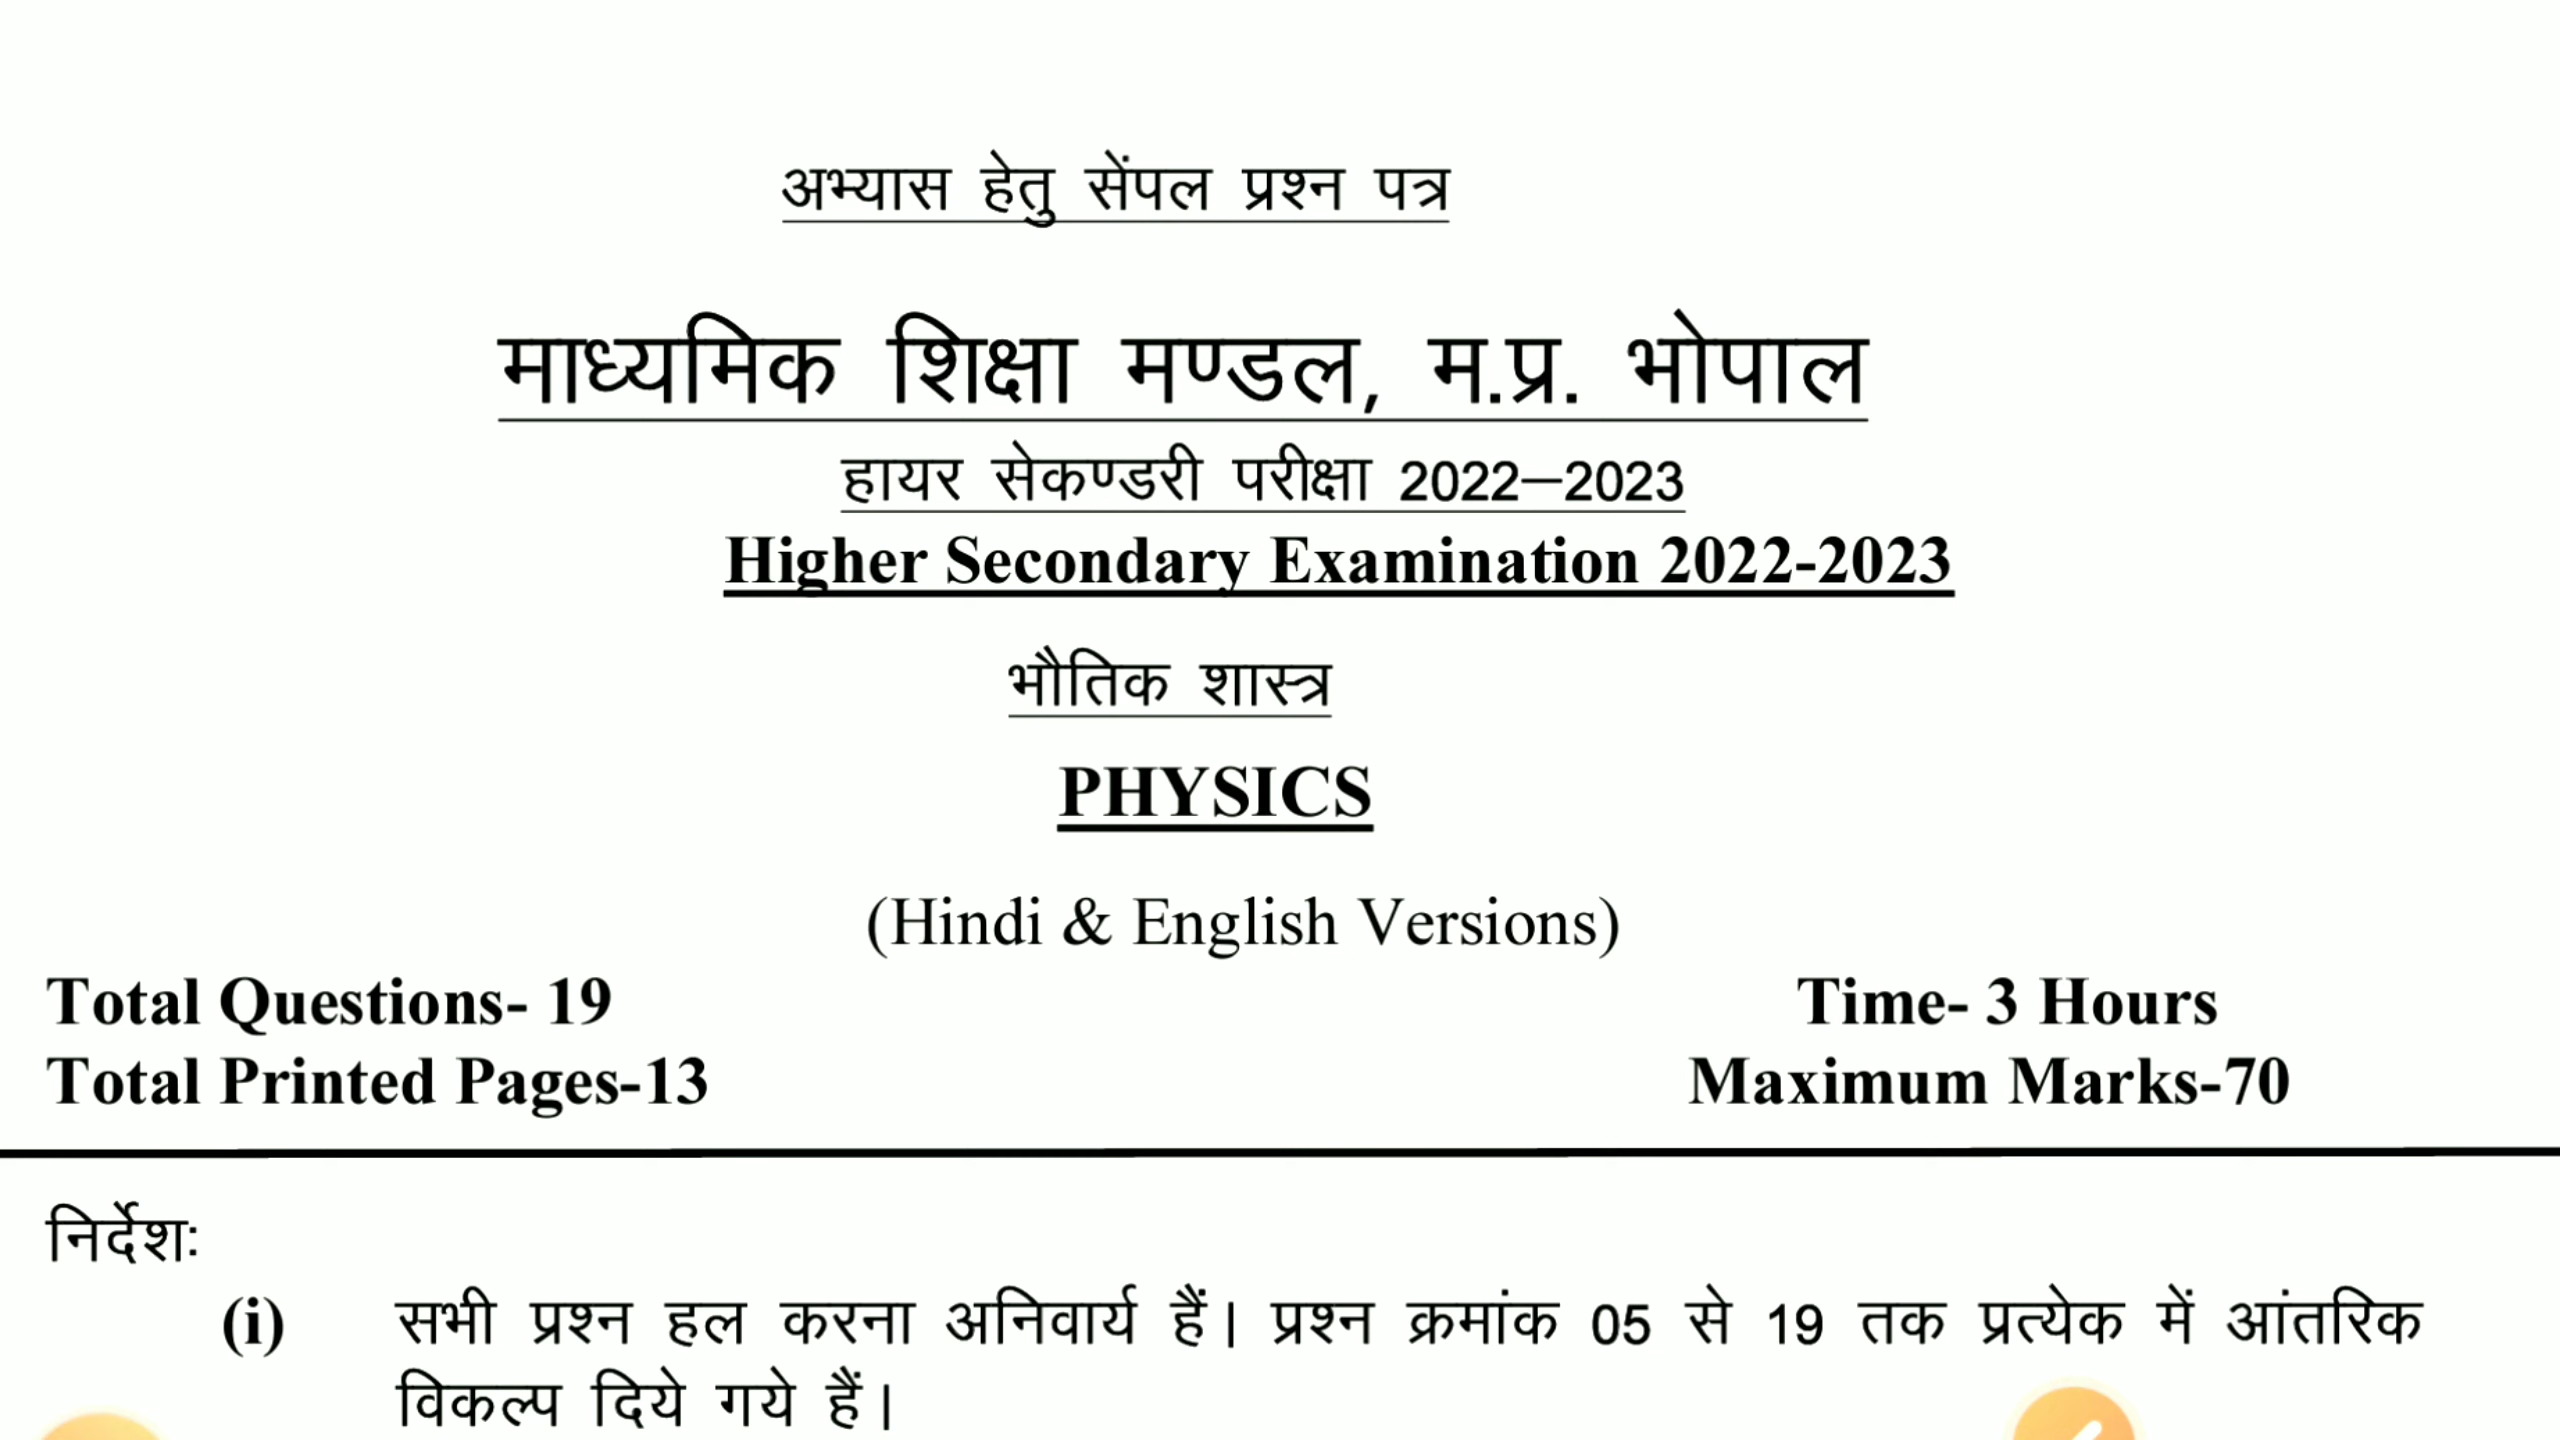 अभ्यास हेतु सेंपल प्रश्न पत्र
माध्यमिक शिक्षा मण्डल, म.प्र. भोपाल
हायर सेकण्डरी परीक्षा 2022–2023
Higher Secondary Examination 2022-2023
भौतिक शास्त्र
PHYSICS
(Hindi & English Versions)
Total Questions- 19 Time- 3 Hours
Total Printed Pages-13 Maximum Marks-70
निर्देशः
(i) सभी प्रश्न हल करना अनिवार्य हैं। प्रश्न क्रमांक 05 से 19 तक प्रत्येक में आंतरिक
विकल्प दिये गये हैं।